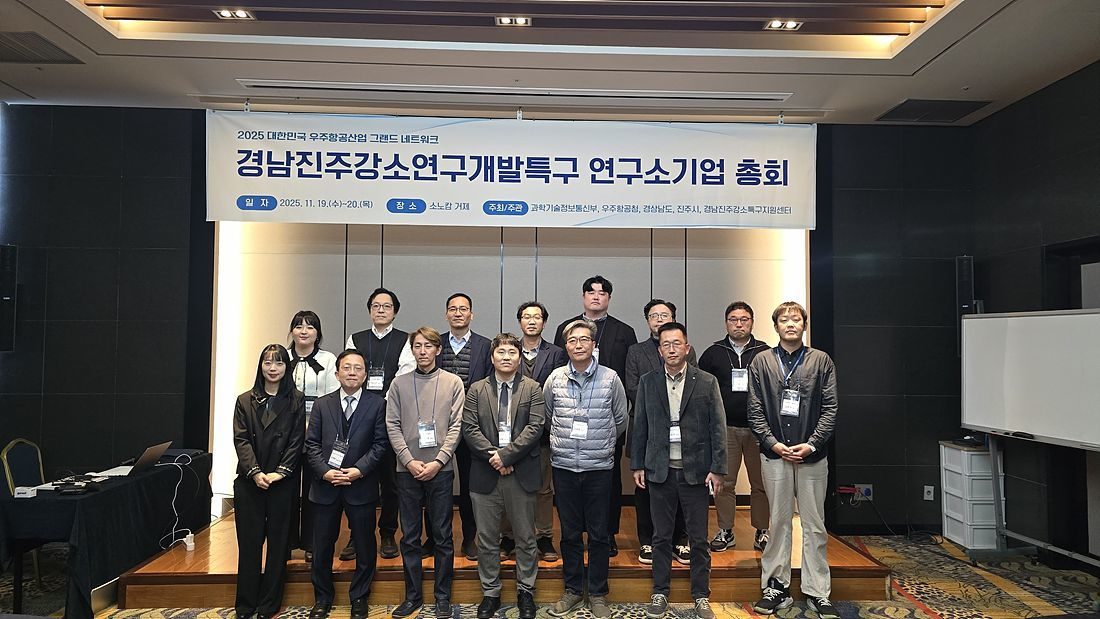 2025 대한민국 우주항공산업 그랜드 네트워크
경남진주강소연구개발특구 연구소기업 총회
일 자 2025. 11. 19.(수)~20.(목) 장 소 소노캄 거제 주최/주관 과학기술정보통신부, 우주항공청, 경상남도, 진주시, 경남진주강소특구지원센터